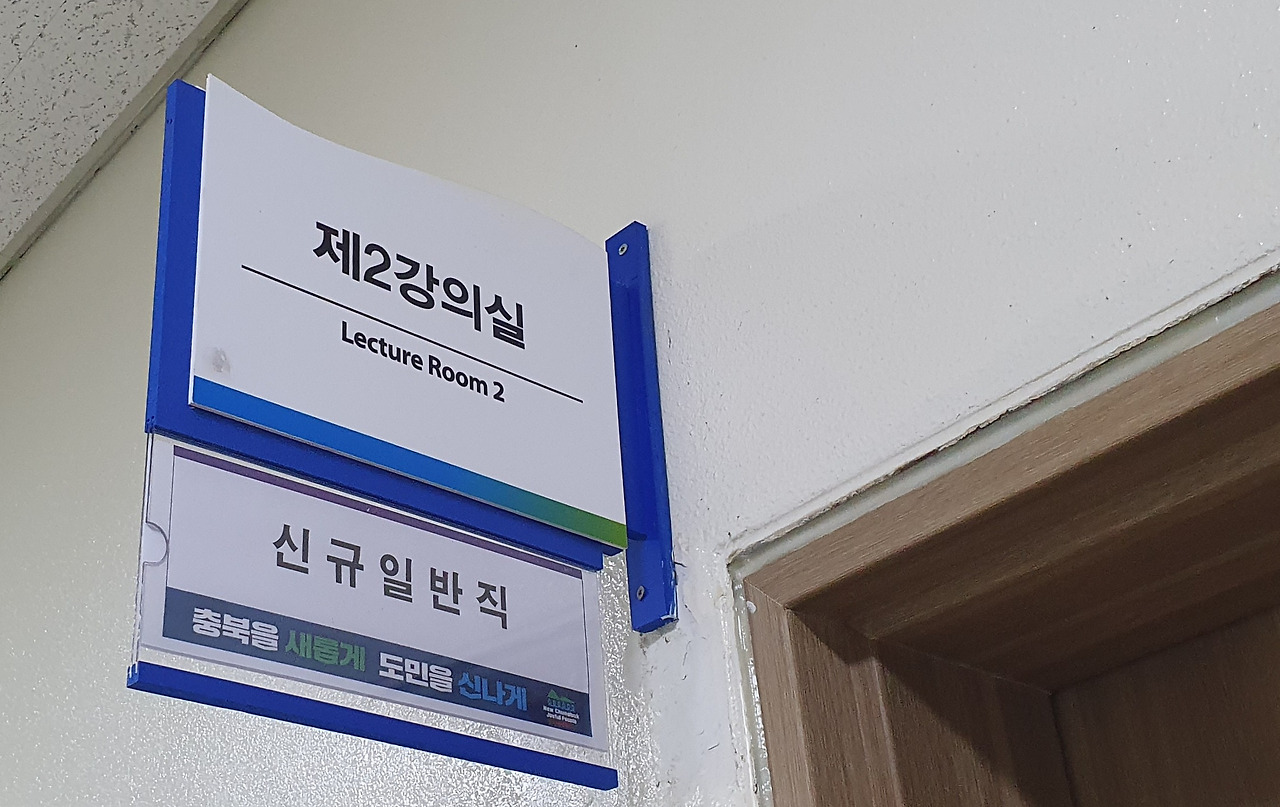 제2강의실
Lecture Room 2
신규일반직
충북을 새롭게 도민을 신나게